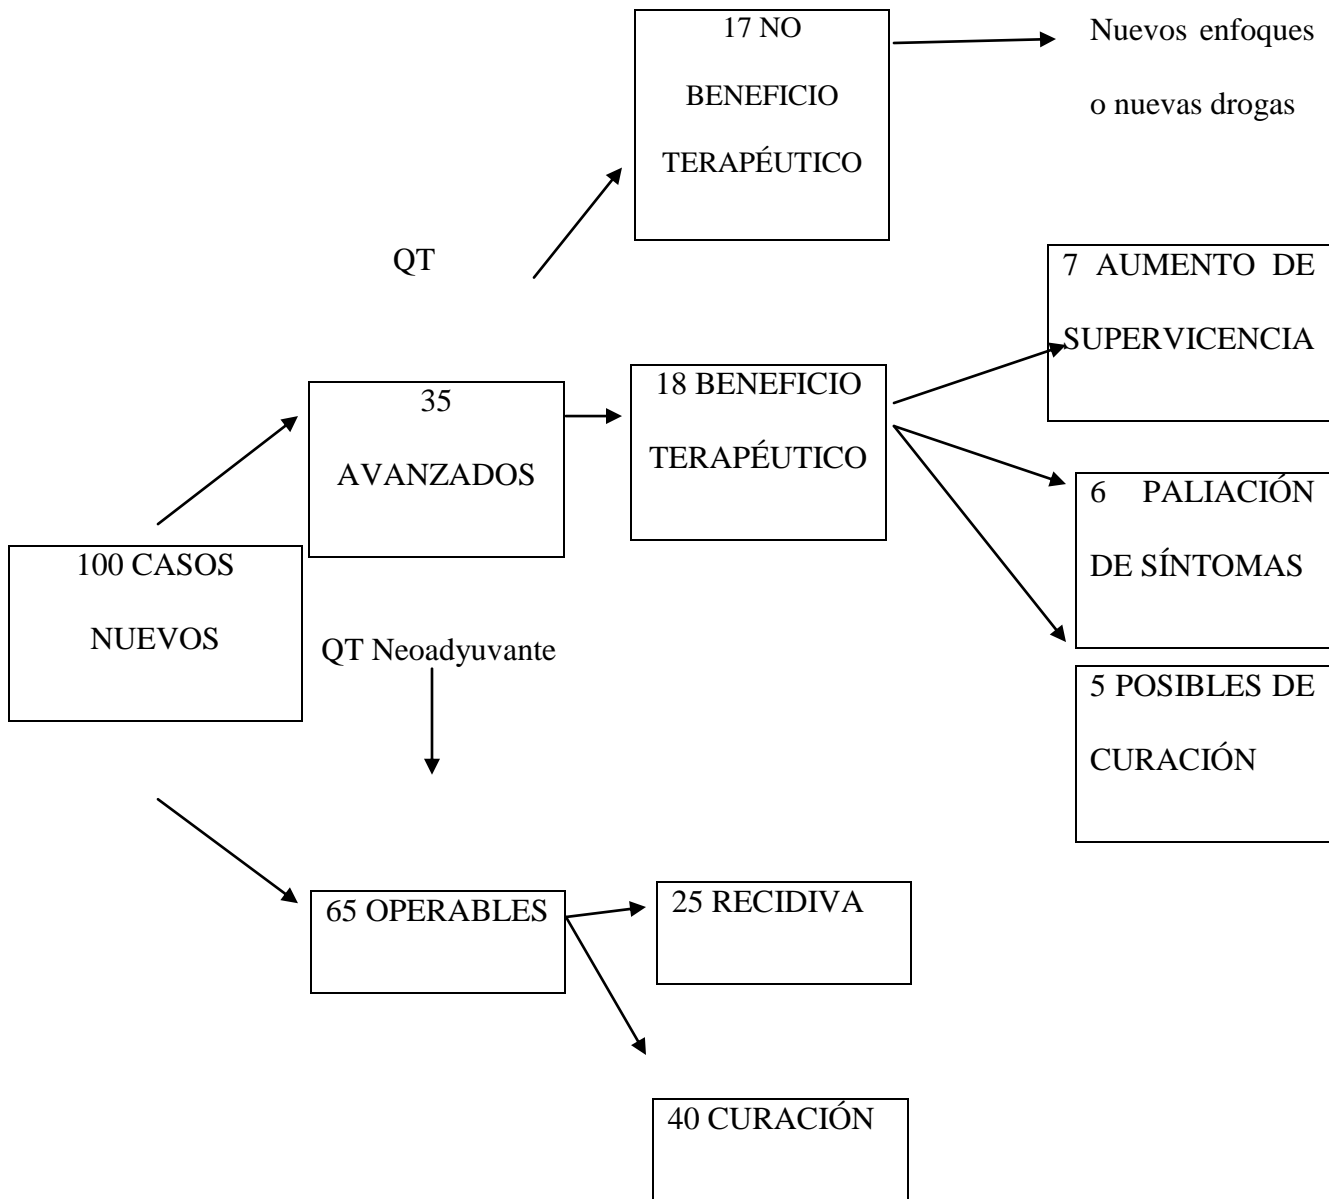 17 NO
BENEFICIO
TERAPÉUTICO
Nuevos enfoques
o nuevas drogas
QT
7 AUMENTO DE
SUPERVICENCIA
35
AVANZADOS
18 BENEFICIO
TERAPÉUTICO
6 PALIACIÓN
DE SÍNTOMAS
100 CASOS
NUEVOS
QT Neoadyuvante
5 POSIBLES DE
CURACIÓN
65 OPERABLES
25 RECIDIVA
40 CURACIÓN